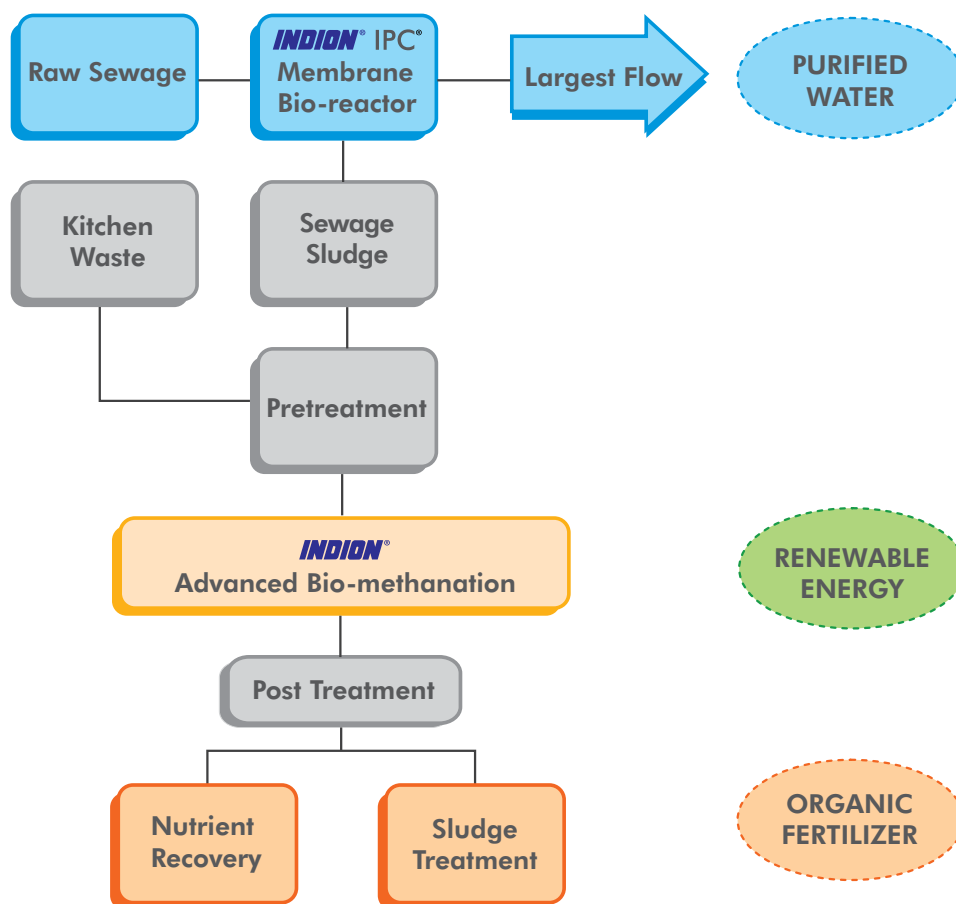 Raw Sewage
INDION® IPC®
Membrane
Bio-reactor
Largest Flow
PURIFIED
WATER
Kitchen
Waste
Sewage
Sludge
Pretreatment
INDION®
Advanced Bio-methanation
RENEWABLE
ENERGY
Post Treatment
Nutrient
Recovery
Sludge
Treatment
ORGANIC
FERTILIZER